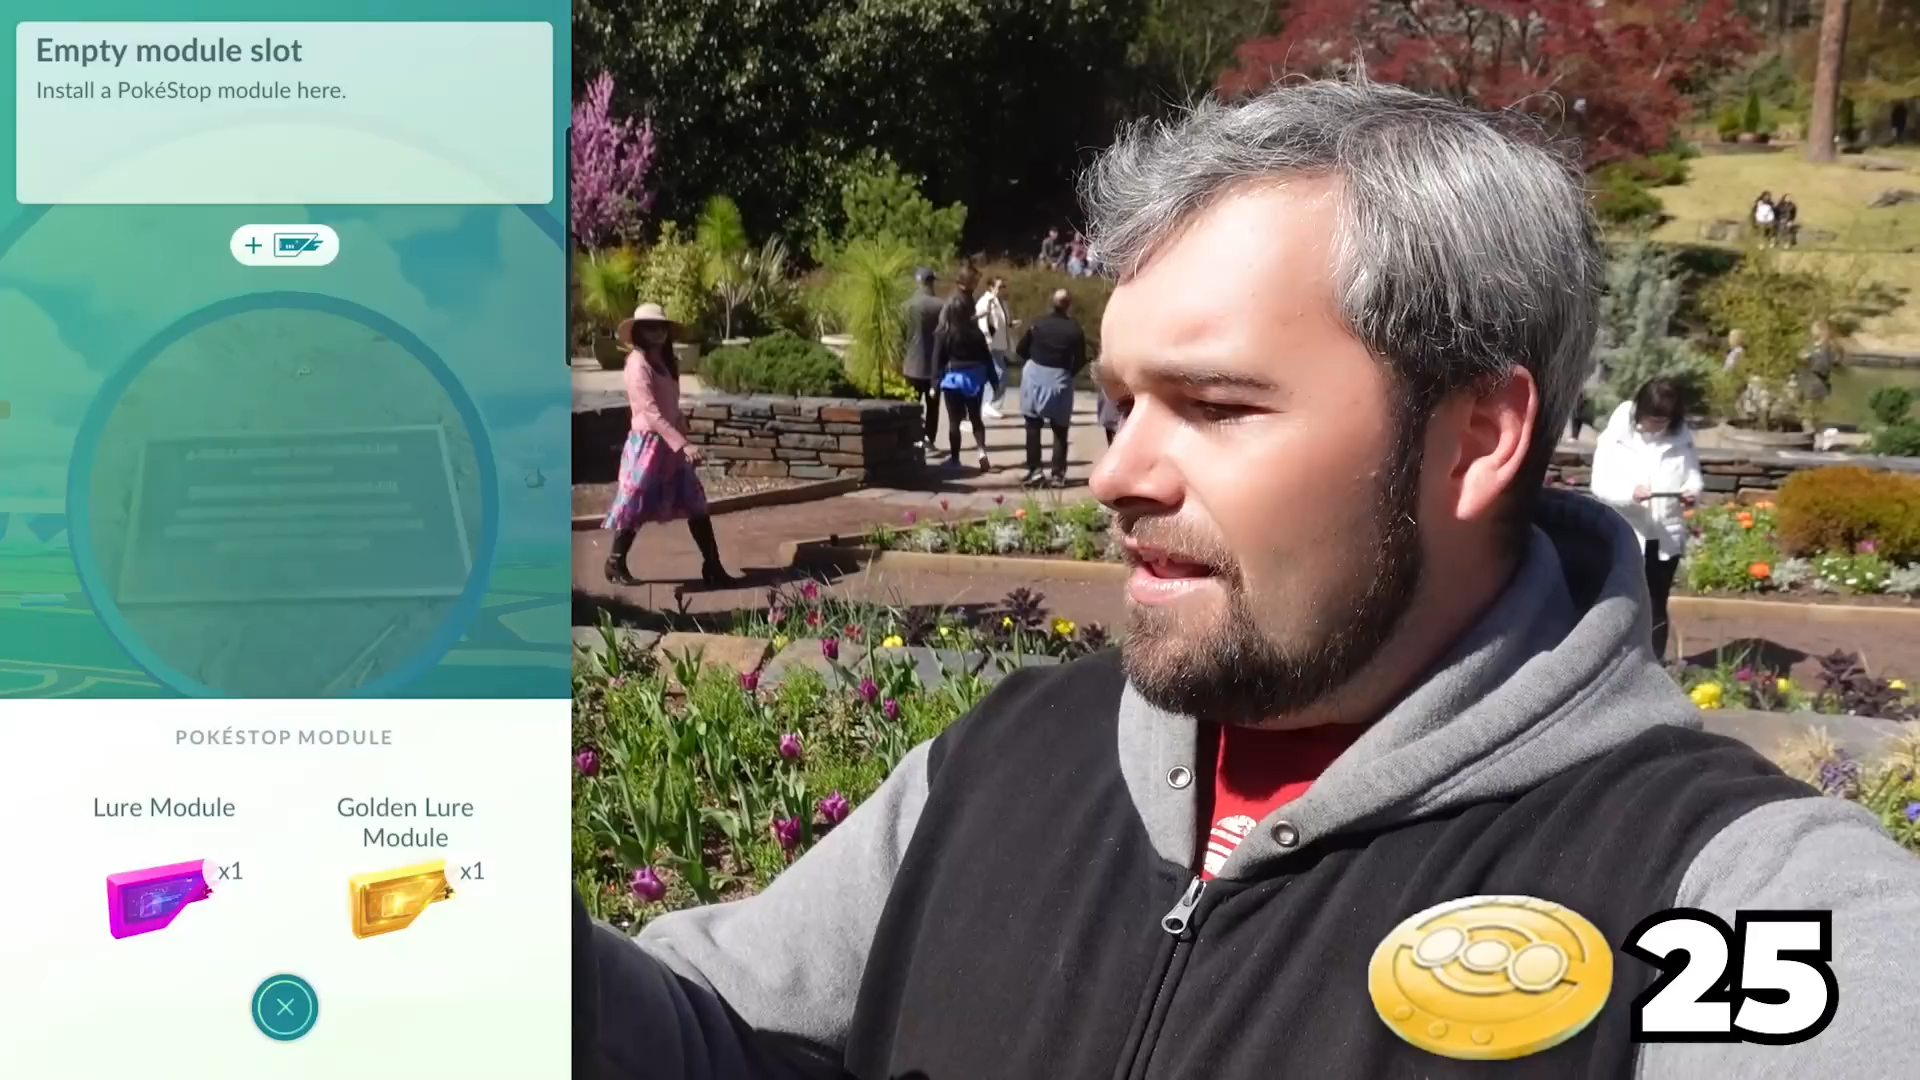 Empty module slot
Install a PokéStop module here.
POKÉSTOP MODULE
Lure Module
x1
Golden Lure
Module
x1
25